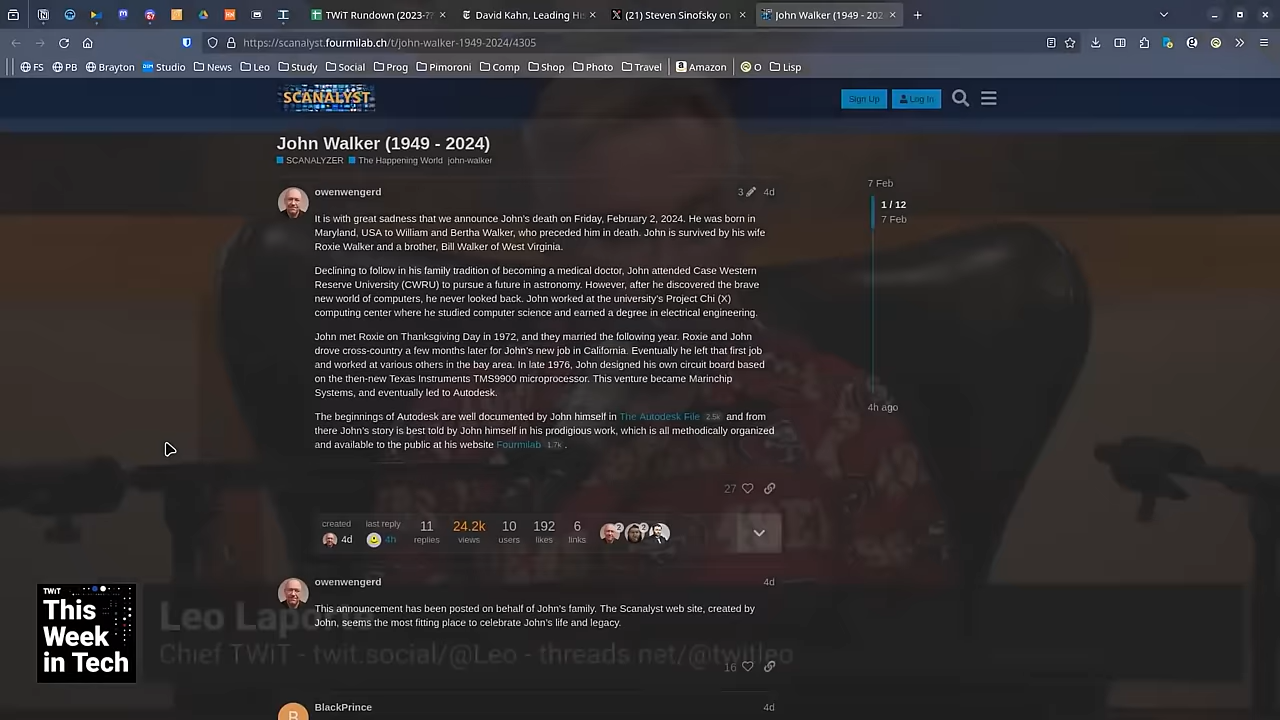 TWiT Rundown (2023-??
David Kahn, Leading His
(21) Steven Sinofsky on
John Walker (1949 - 202
https://scanalyst.fourmilab.ch/t/john-walker-1949-2024/4305
FS PB Brayton Studio News Leo Study Social Prog Pimoroni Comp Shop Photo Travel Amazon O Lisp
SCANALYST
Sign Up Log In
John Walker (1949 - 2024)
SCANALYZER The Happening World john-walker
7 Feb
owenwengerd 3 4d
1 / 12
7 Feb
It is with great sadness that we announce John's death on Friday, February 2, 2024. He was born in
Maryland, USA to William and Bertha Walker, who preceded him in death. John is survived by his wife
Roxie Walker and a brother, Bill Walker of West Virginia.
Declining to follow in his family tradition of becoming a medical doctor, John attended Case Western
Reserve University (CWRU) to pursue a future in astronomy. However, after he discovered the brave
new world of computers, he never looked back. John worked at the university's Project Chi (X)
computing center where he studied computer science and earned a degree in electrical engineering.
John met Roxie on Thanksgiving Day in 1972, and they married the following year. Roxie and John
drove cross-country a few months later for John's new job in California. Eventually he left that first job
and worked at various others in the bay area. In late 1976, John designed his own circuit board based
on the then-new Texas Instruments TMS9900 microprocessor. This venture became Marinchip
Systems, and eventually led to Autodesk.
4h ago
The beginnings of Autodesk are well documented by John himself in The Autodesk File 2.5k and from
there John's story is best told by John himself in his prodigious work, which is all methodically organized
and available to the public at his website Fourmilab 1.7k .
27
created last reply 11 24.2k 10 192 6 2 2
4d 4h replies views users likes links
owenwengerd 4d
This announcement has been posted on behalf of John's family. The Scanalyst web site, created by
John, seems the most fitting place to celebrate John's life and legacy.
16
BlackPrince 4d
B
TWiT
This
Week
in Tech
Leo Laporte
Chief TWiT - twit.social/@Leo - threads.net/@twitleo